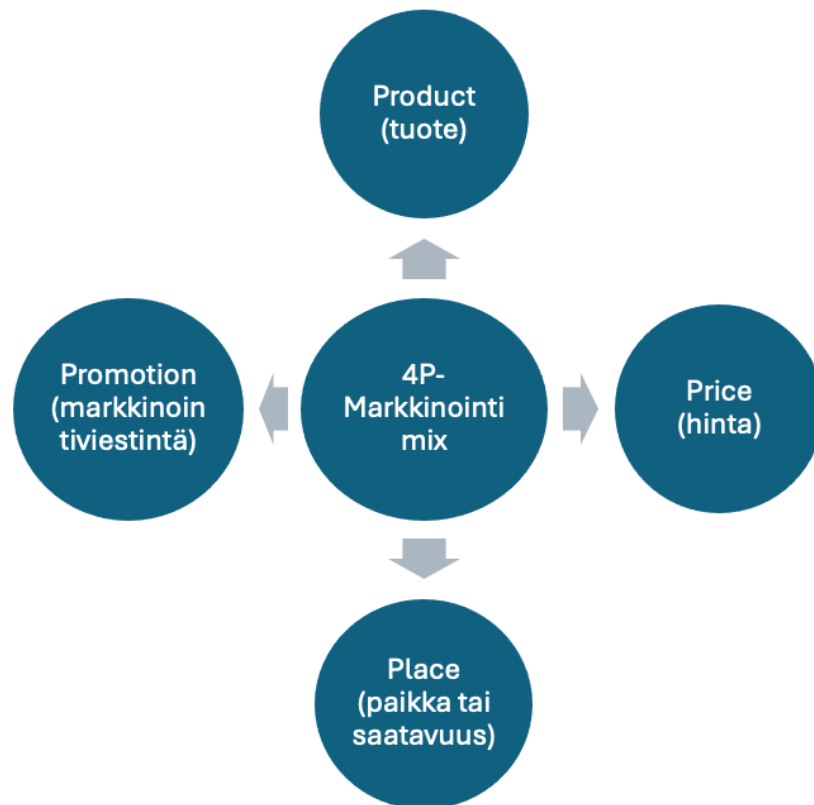 Product
(tuote)
Promotion
(markkinoin
tiviestintä)
4P-
Markkinointi
mix
Price
(hinta)
Place
(paikka tai
saatavuus)